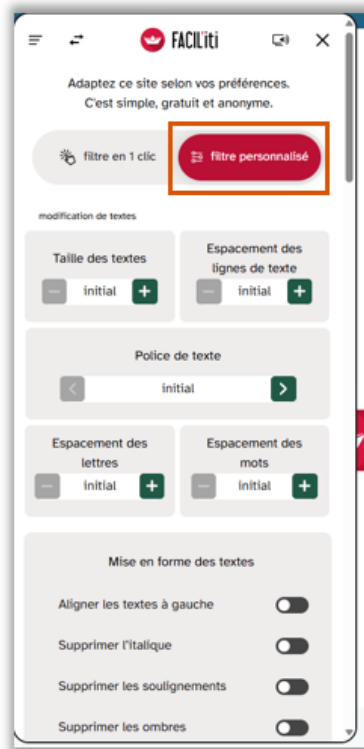 FACIL'iti
Adaptez ce site selon vos préférences.
C'est simple, gratuit et anonyme.
filtre en 1 clic
filtre personnalisé
modification de textes
Taille des textes
initial
Espacement des
lignes de texte
initial
Police de texte
initial
Espacement des
lettres
initial
Espacement des
mots
initial
Mise en forme des textes
Aligner les textes à gauche
Supprimer l'italique
Supprimer les soulignements
Supprimer les ombres